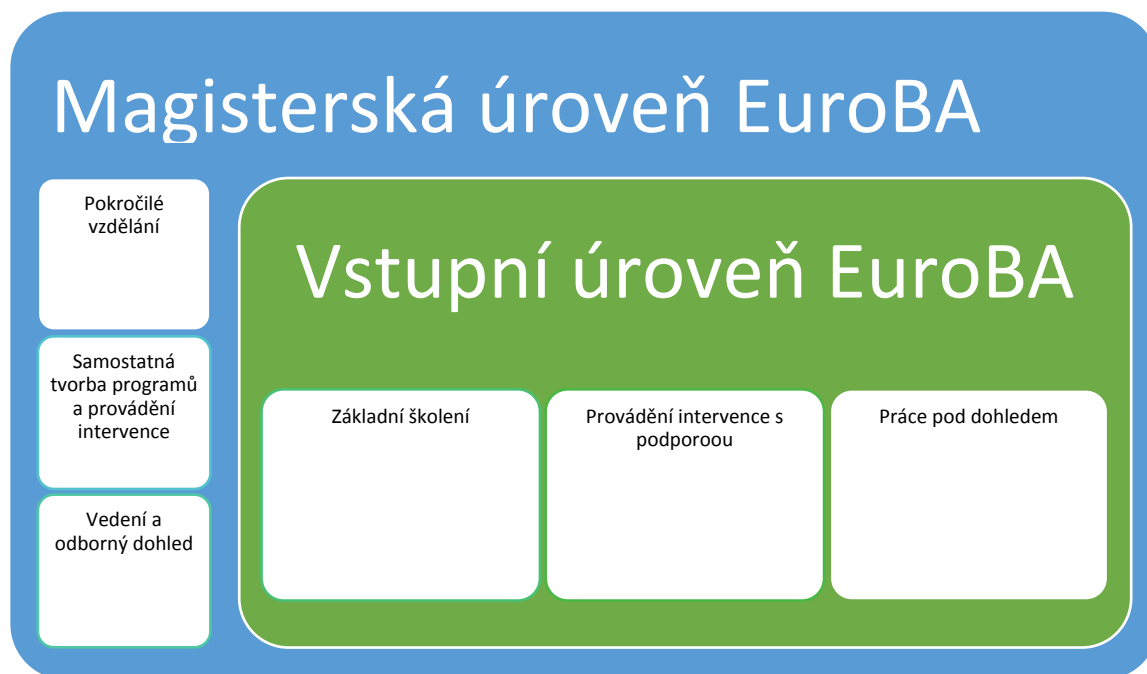 Magisterská úroveň EuroBA
Pokročilé
vzdělání
Samostatná
tvorba programů
a provádění
intervence
Vedení a
odborný dohled
Vstupní úroveň EuroBA
Základní školení
Provádění intervence s
podporoou
Práce pod dohledem